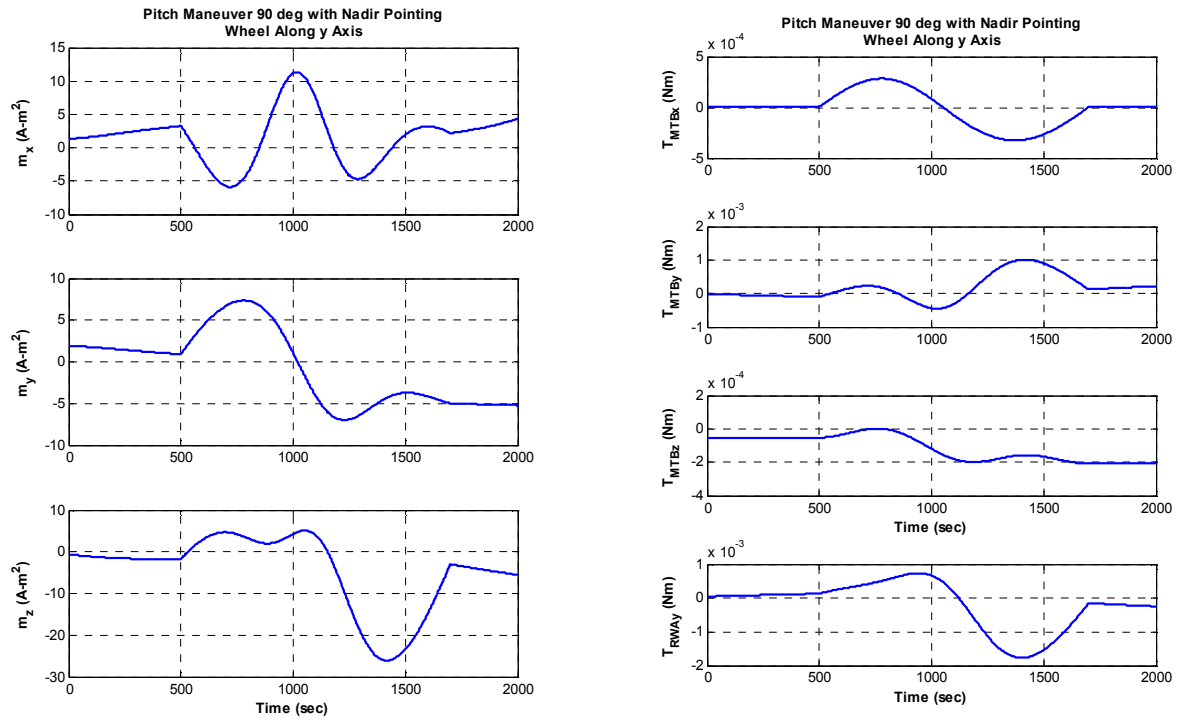 Pitch Maneuver 90 deg with Nadir Pointing
Wheel Along y Axis
15
10
5
0
-5
-10
m_x (A-m²)
0 500 1000 1500 2000
10
5
0
-5
-10
m_y (A-m²)
0 500 1000 1500 2000
10
0
-10
-20
-30
m_z (A-m²)
0 500 1000 1500 2000
Time (sec)
Pitch Maneuver 90 deg with Nadir Pointing
Wheel Along y Axis
x 10⁻⁴
5
0
-5
T_MTBx (Nm)
0 500 1000 1500 2000
x 10⁻³
2
1
0
-1
T_MTBy (Nm)
0 500 1000 1500 2000
x 10⁻⁴
2
0
-2
-4
T_MTBz (Nm)
0 500 1000 1500 2000
Time (sec)
x 10⁻³
1
0
-1
-2
T_RWAy (Nm)
0 500 1000 1500 2000
Time (sec)